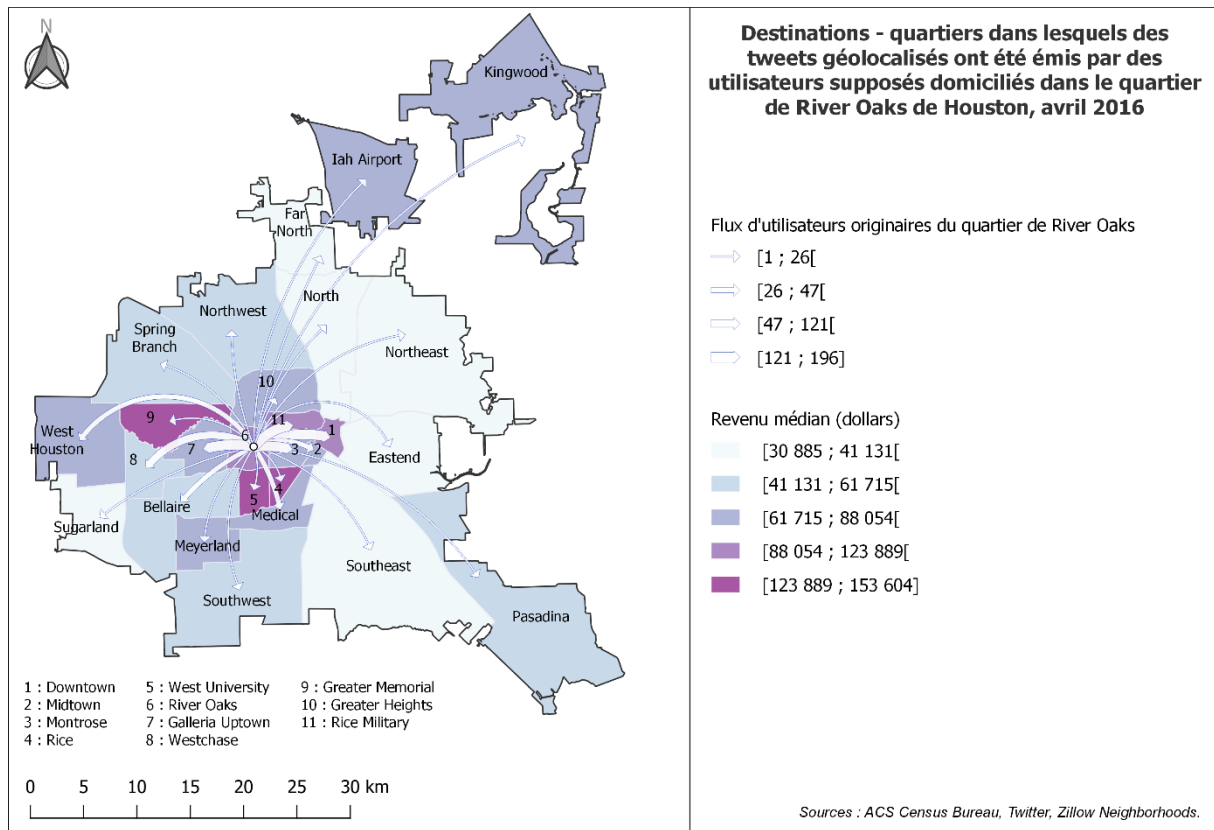 N
Kingwood
Iah Airport
Far
North
North
Northwest
Spring
Branch
Northeast
10
9
11
1
6
West
Houston
8
7
3
2
Eastend
5
4
Bellaire
Medical
Sugarland
Meyerland
Southeast
Southwest
Pasadina
1 : Downtown
2 : Midtown
3 : Montrose
4 : Rice
5 : West University
6 : River Oaks
7 : Galleria Uptown
8 : Westchase
9 : Greater Memorial
10 : Greater Heights
11 : Rice Military
0 5 10 15 20 25 30 km
Destinations - quartiers dans lesquels des
tweets géolocalisés ont été émis par des
utilisateurs supposés domiciliés dans le quartier
de River Oaks de Houston, avril 2016
Flux d'utilisateurs originaires du quartier de River Oaks
[1 ; 26[
[26 ; 47[
[47 ; 121[
[121 ; 196]
Revenu médian (dollars)
[30 885 ; 41 131[
[41 131 ; 61 715[
[61 715 ; 88 054[
[88 054 ; 123 889[
[123 889 ; 153 604]
Sources : ACS Census Bureau, Twitter, Zillow Neighborhoods.